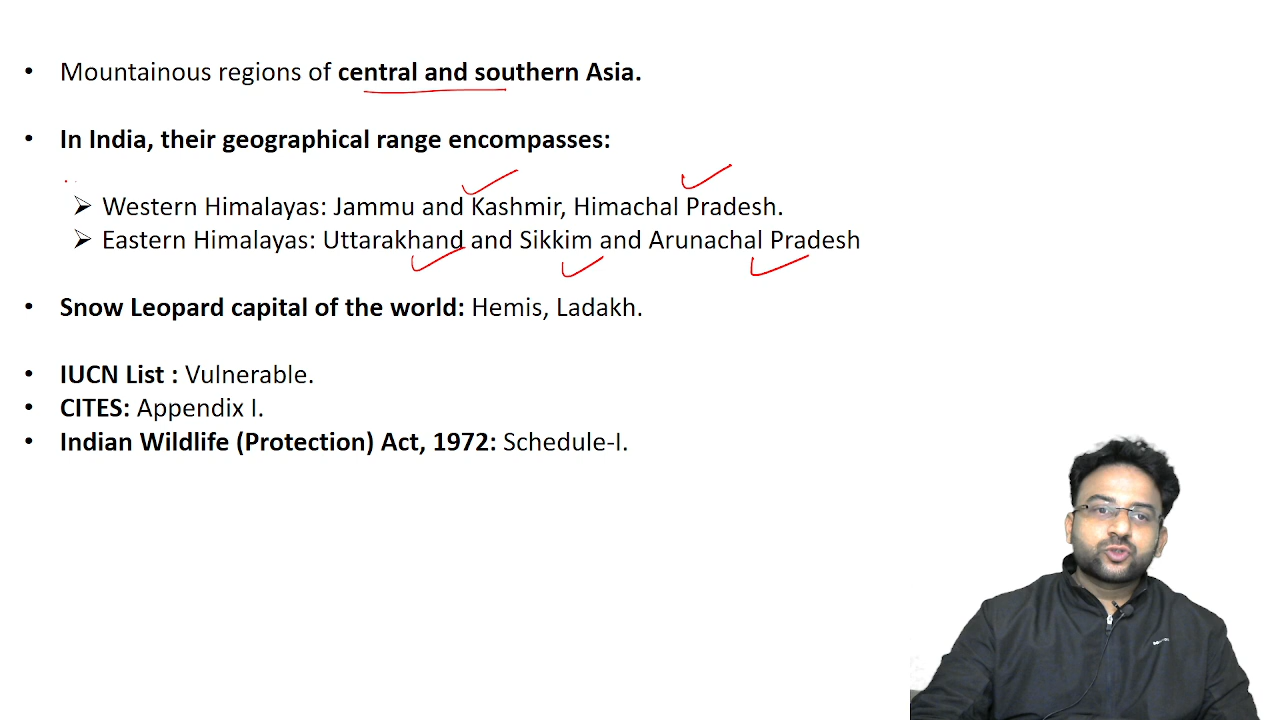 • Mountainous regions of central and southern Asia.
• In India, their geographical range encompasses:
➢ Western Himalayas: Jammu and Kashmir, Himachal Pradesh.
➢ Eastern Himalayas: Uttarakhand and Sikkim and Arunachal Pradesh
• Snow Leopard capital of the world: Hemis, Ladakh.
• IUCN List : Vulnerable.
• CITES: Appendix I.
• Indian Wildlife (Protection) Act, 1972: Schedule-I.